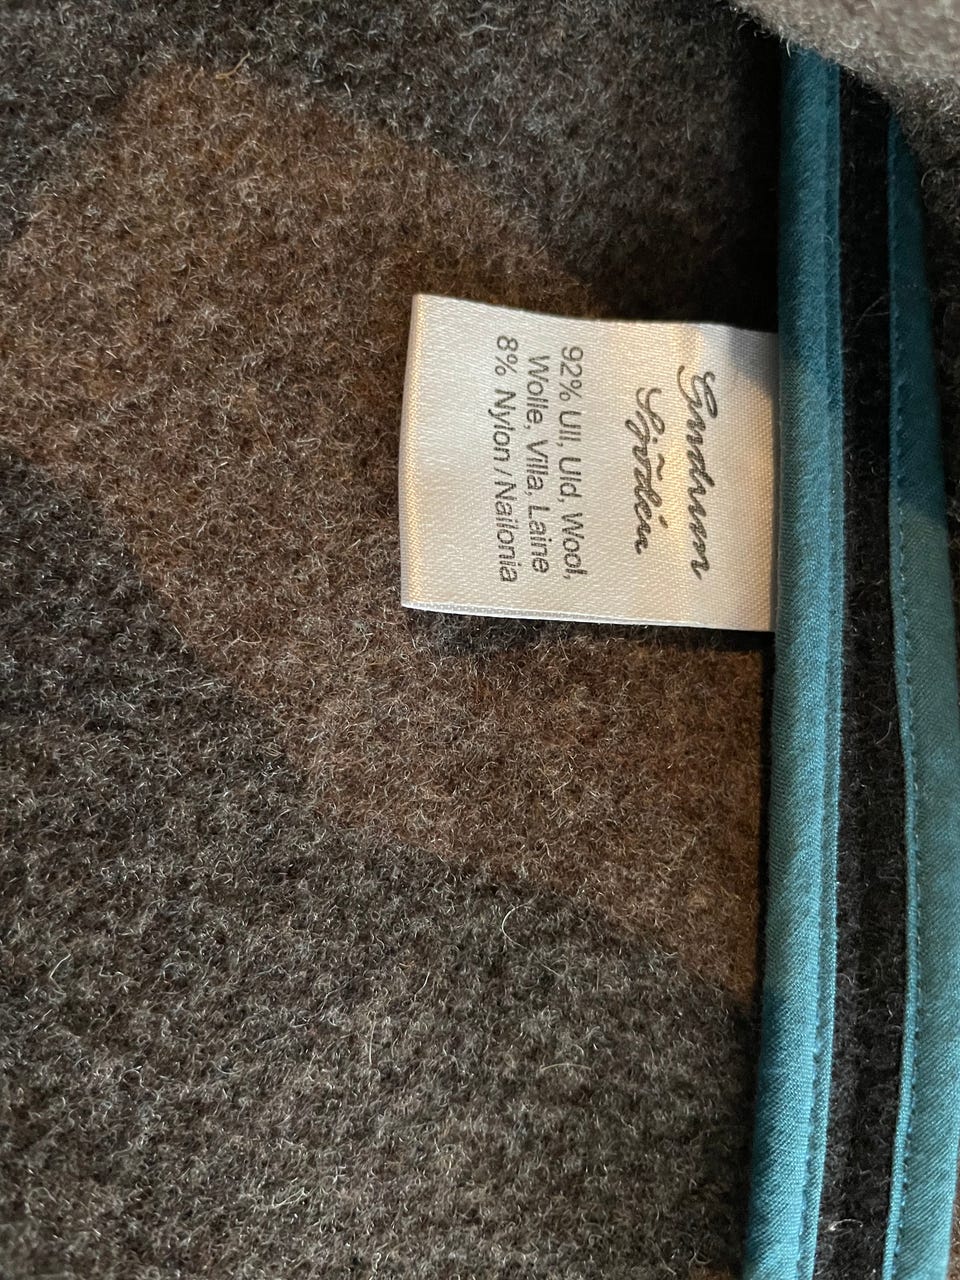 Gudrun
Sjödén
92% Ull, Uld, Wool,
Wolle, Villa, Laine
8% Nylon / Nailonia